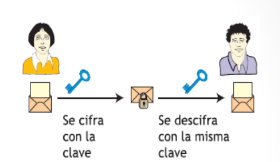 Se cifra
con la
clave
Se descifra
con la misma
clave